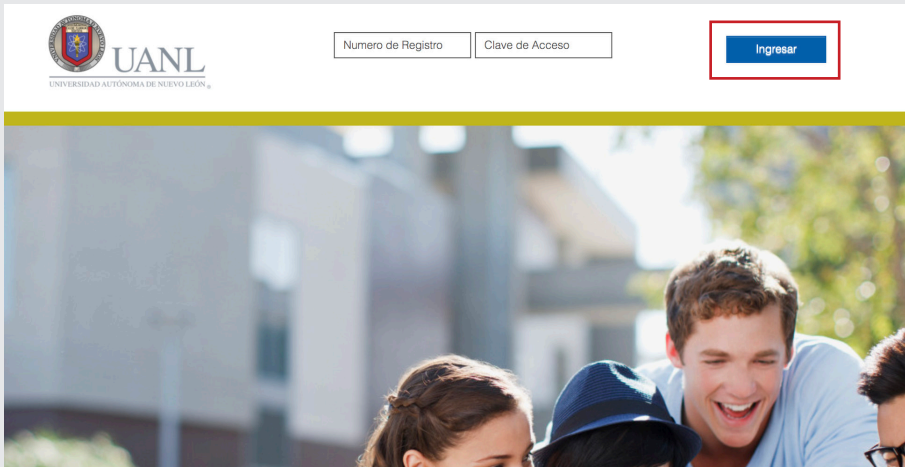 UANL
UNIVERSIDAD AUTÓNOMA DE NUEVO LEÓN ®
Numero de Registro
Clave de Acceso
Ingresar